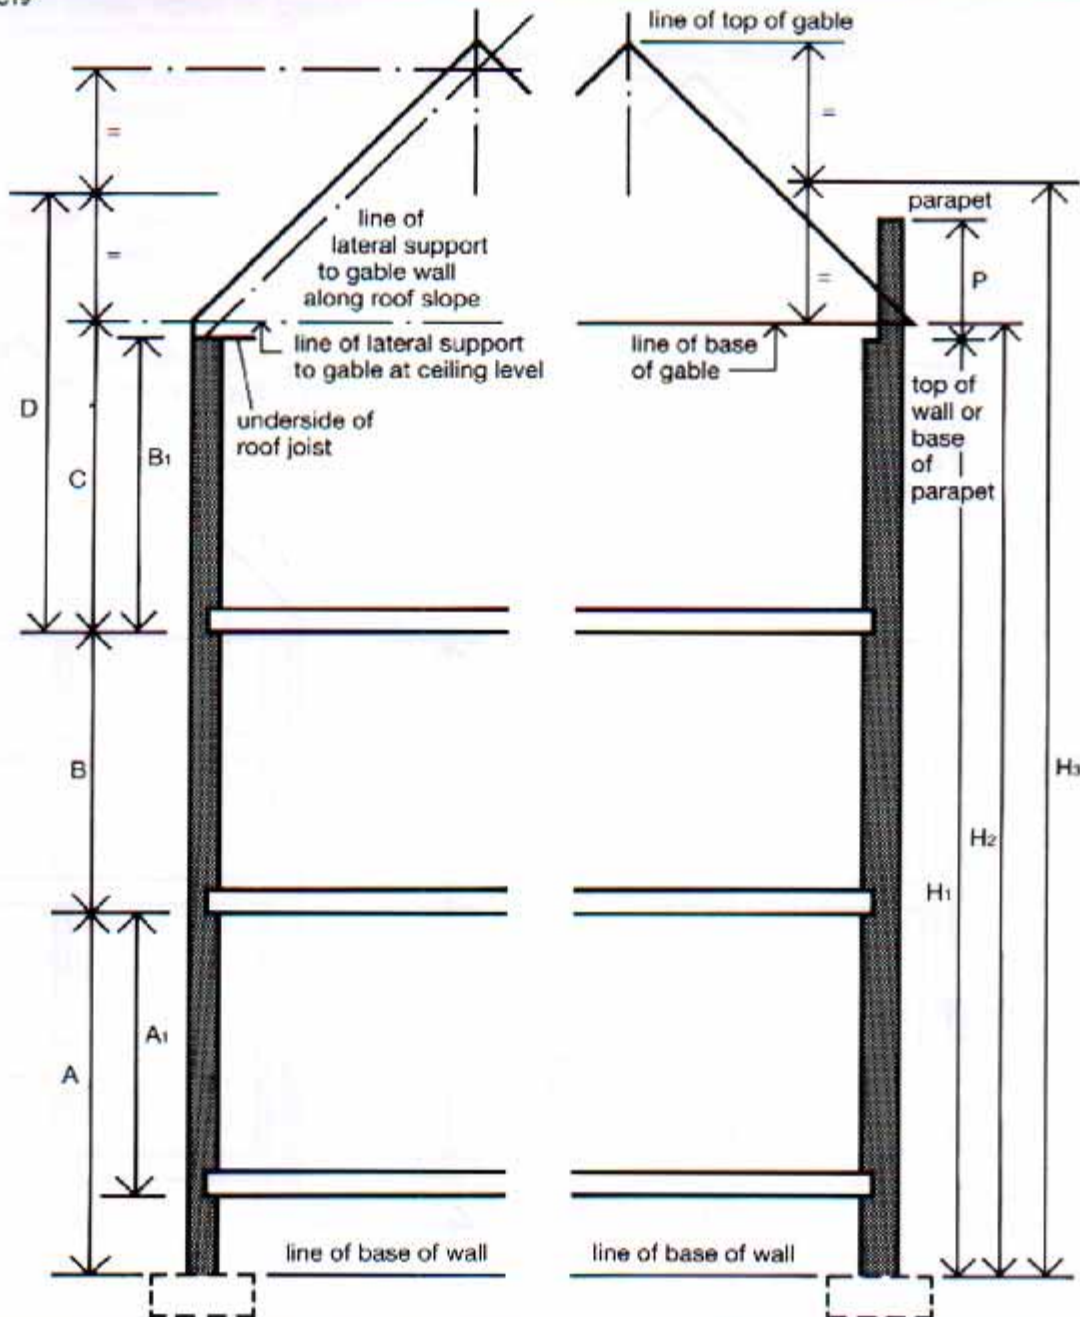 line of top of gable
=
=
parapet
line of
lateral support
to gable wall
along roof slope
=
=
P
line of lateral support
to gable at ceiling level
line of base
of gable
top of
wall or
base
of
parapet
underside of
roof joist
D
C
B1
B
H3
H2
H1
A1
A
line of base of wall
line of base of wall